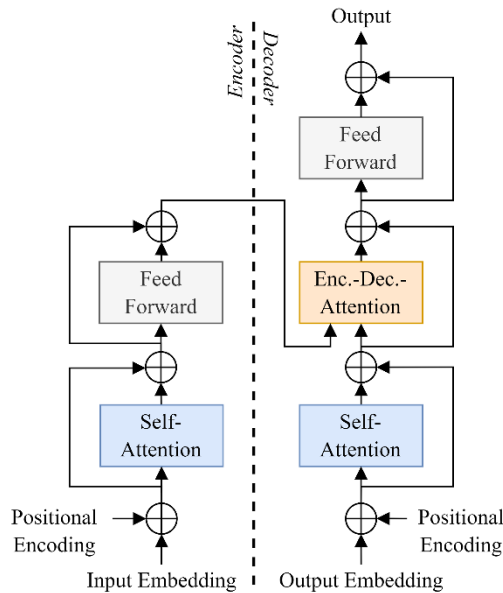 Output
Encoder
Decoder
Feed
Forward
Feed
Forward
Enc.-Dec.-
Attention
Self-
Attention
Self-
Attention
Positional
Encoding
Positional
Encoding
Input Embedding
Output Embedding